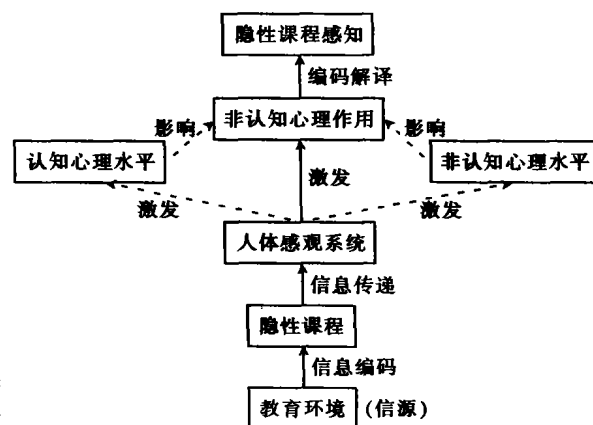 隐性课程感知
编码解译
非认知心理作用
影响
影响
认知心理水平
非认知心理水平
激发
激发
激发
人体感观系统
信息传递
隐性课程
信息编码
教育环境 (信源)